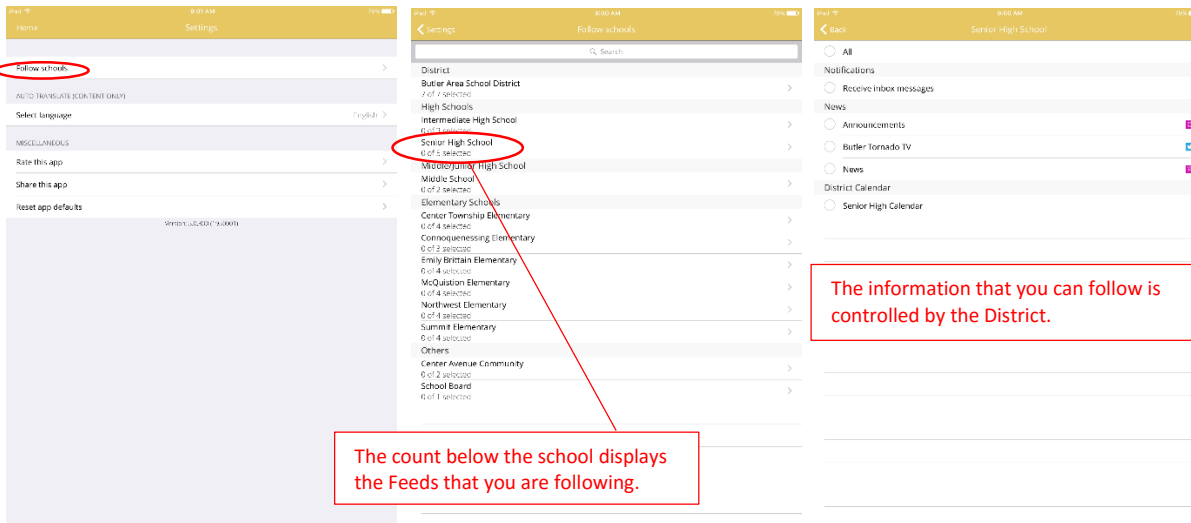 iPad 8:01 AM 79%
Home Settings
Follow schools
AUTO TRANSLATE (CONTENT ONLY)
Select language English
MISCELLANEOUS
Rate this app
Share this app
Reset app defaults
iPad 8:00 AM 79%
Settings Follow schools
Search
District
Butler Area School District
7 of 7 selected
High Schools
Intermediate High School
0 of 3 selected
Senior High School
0 of 5 selected
Middle/Junior High School
Middle School
0 of 2 selected
Elementary Schools
Center Township Elementary
0 of 4 selected
Connoquenessing Elementary
0 of 3 selected
Emily Brittain Elementary
0 of 4 selected
McQuistion Elementary
0 of 4 selected
Northwest Elementary
0 of 4 selected
Summit Elementary
0 of 4 selected
Others
Center Avenue Community
0 of 2 selected
School Board
0 of 1 selected
The count below the school displays
the Feeds that you are following.
iPad 8:00 AM 79%
Back Senior High School
All
Notifications
Receive inbox messages
News
Announcements
Butler Tornado TV
News
District Calendar
Senior High Calendar
The information that you can follow is
controlled by the District.